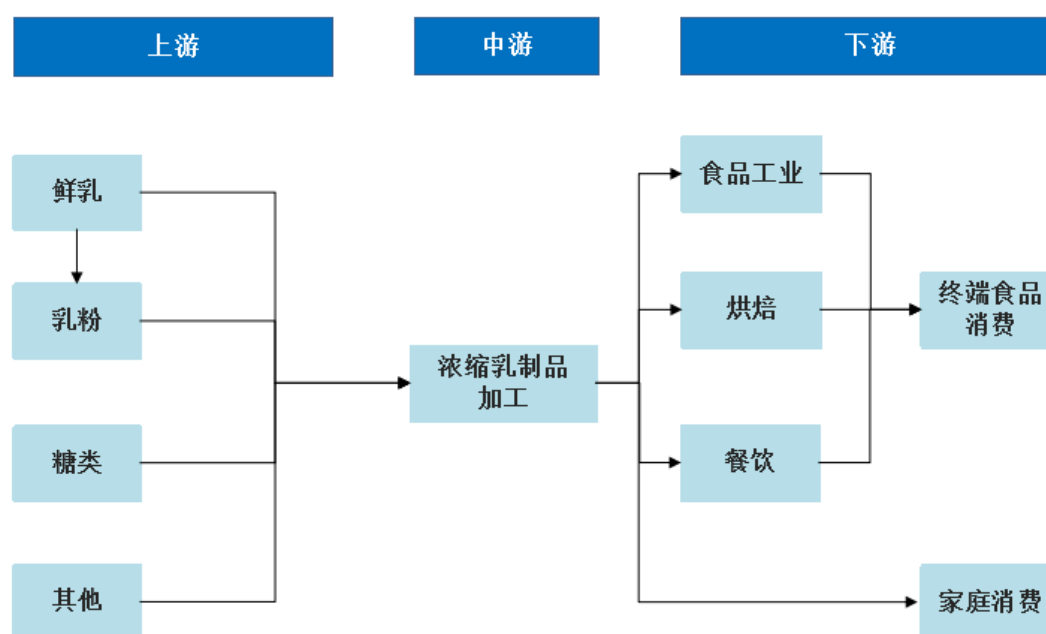 上游
中游
下游
鲜乳
乳粉
糖类
其他
浓缩乳制品
加工
食品工业
烘焙
餐饮
终端食品
消费
家庭消费